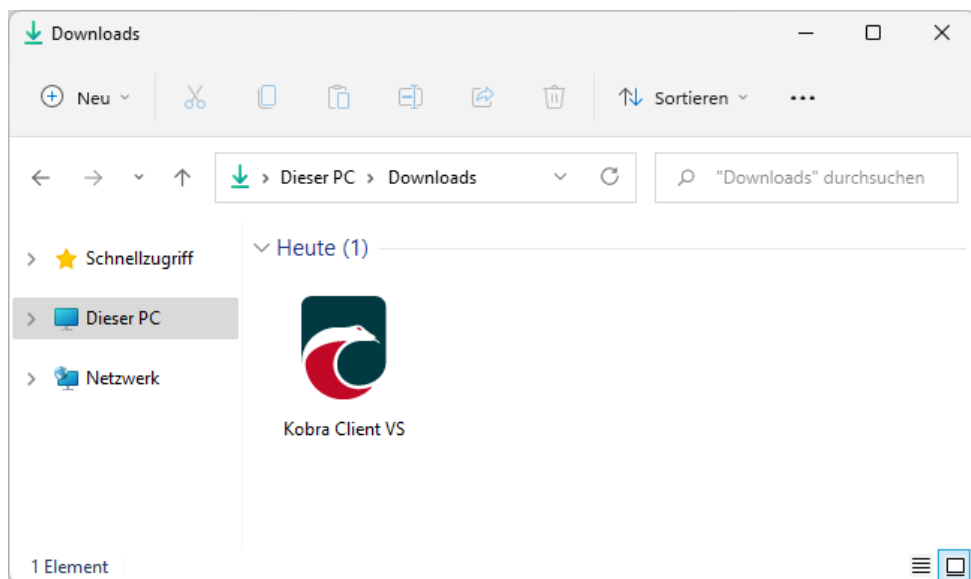 Downloads
Neu
Sortieren
Dieser PC > Downloads
"Downloads" durchsuchen
Schnellzugriff
Dieser PC
Netzwerk
Heute (1)
Kobra Client VS
1 Element